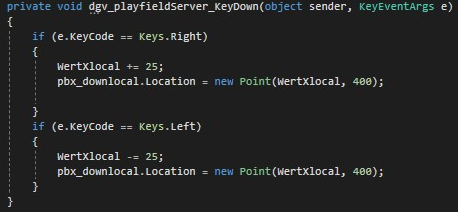 private void dgv_playfieldServer_KeyDown(object sender, KeyEventArgs e)
{
if (e.KeyCode == Keys.Right)
{
WertXlocal += 25;
pbx_downlocal.Location = new Point(WertXlocal, 400);
}
if (e.KeyCode == Keys.Left)
{
WertXlocal -= 25;
pbx_downlocal.Location = new Point(WertXlocal, 400);
}
}